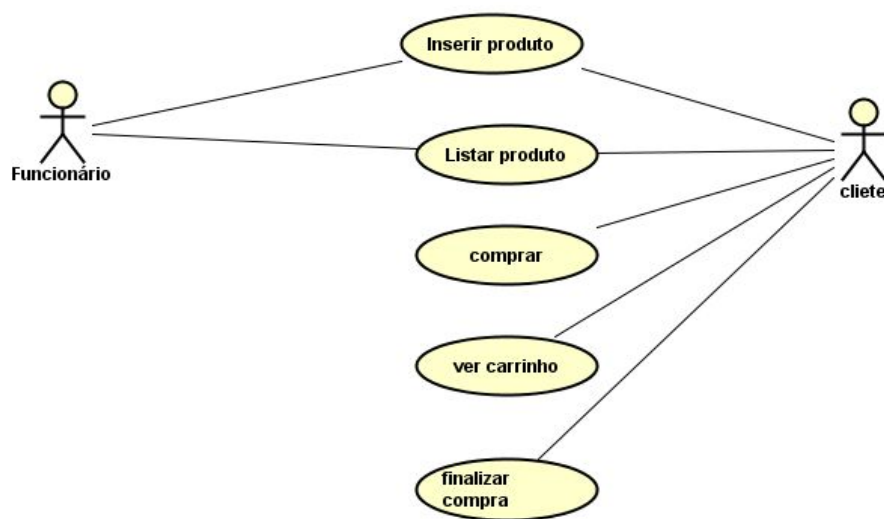 Inserir produto
Funcionário
Listar produto
cliete
comprar
ver carrinho
finalizar
compra